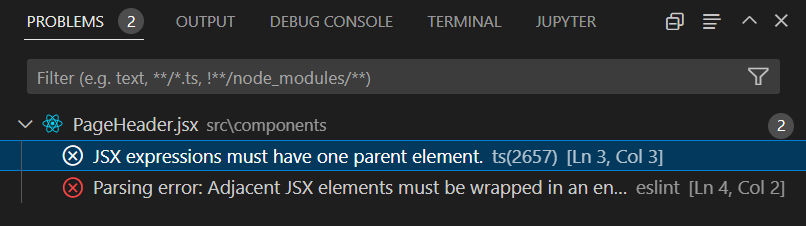 PROBLEMS 2 OUTPUT DEBUG CONSOLE TERMINAL JUPYTER
Filter (e.g. text, **/*.ts, !**/node_modules/**)
PageHeader.jsx src\components 2
JSX expressions must have one parent element. ts(2657) [Ln 3, Col 3]
Parsing error: Adjacent JSX elements must be wrapped in an en... eslint [Ln 4, Col 2]